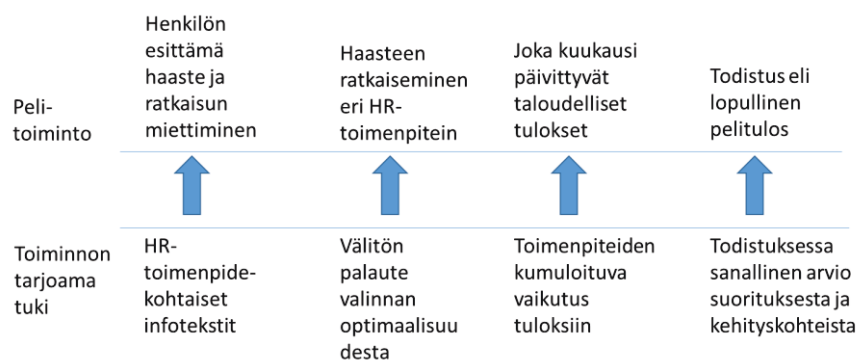 Peli-
toiminto
Henkilön
esittämä
haaste ja
ratkaisun
miettiminen
Haasteen
ratkaiseminen
eri HR-
toimenpitein
Joka kuukausi
päivittyvät
taloudelliset
tulokset
Todistus eli
lopullinen
pelitulos
Toiminnon
tarjoama
tuki
HR-
toimenpide-
kohtaiset
infotekstit
Välitön
palaute
valinnan
optimaalisuu
desta
Toimenpiteiden
kumuloituva
vaikutus
tuloksiin
Todistuksessa
sanallinen arvio
suorituksesta ja
kehityskohteista